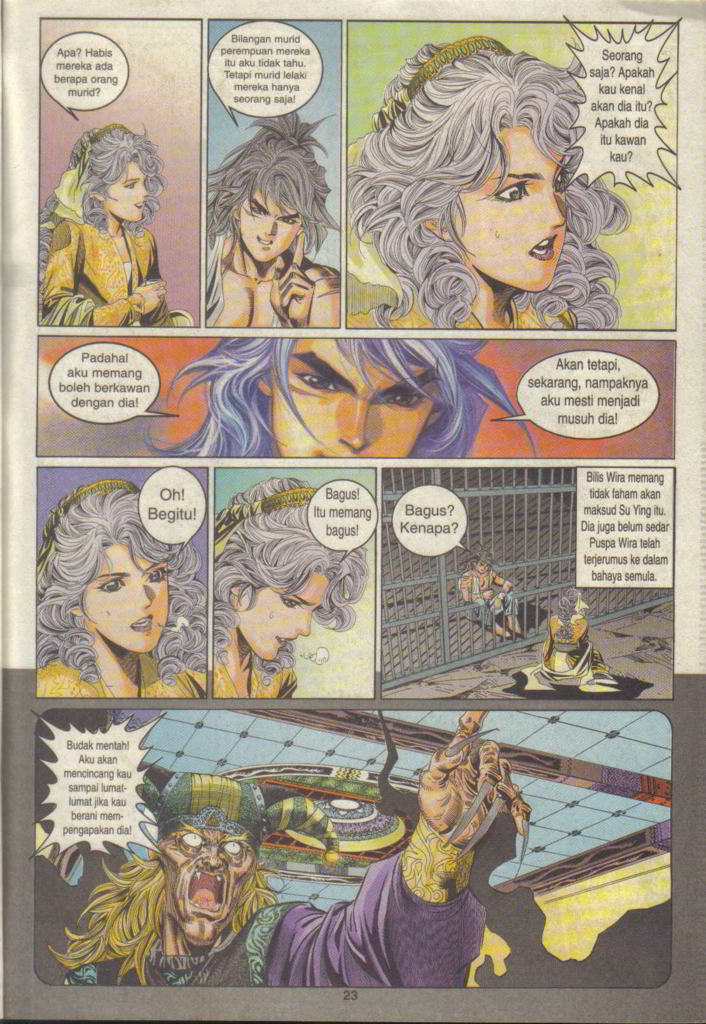 Apa? Habis
mereka ada
berapa orang
murid?
Bilangan murid
perempuan mereka
itu aku tidak tahu.
Tetapi murid lelaki
mereka hanya
seorang saja!
Seorang
saja? Apakah
kau kenal
akan dia itu?
Apakah dia
itu kawan
kau?
Padahal
aku memang
boleh berkawan
dengan dia!
Akan tetapi,
sekarang, nampaknya
aku mesti menjadi
musuh dia!
Oh!
Begitu!
Bagus!
Itu memang
bagus!
Bagus?
Kenapa?
Bilis Wira memang
tidak faham akan
maksud Su Ying itu.
Dia juga belum sedar
Puspa Wira telah
terjerumus ke dalam
bahaya semula.
Budak mentah!
Aku akan
mencincang kau
sampai lumat-
lumat jika kau
berani mem-
pengapakan dia!
23